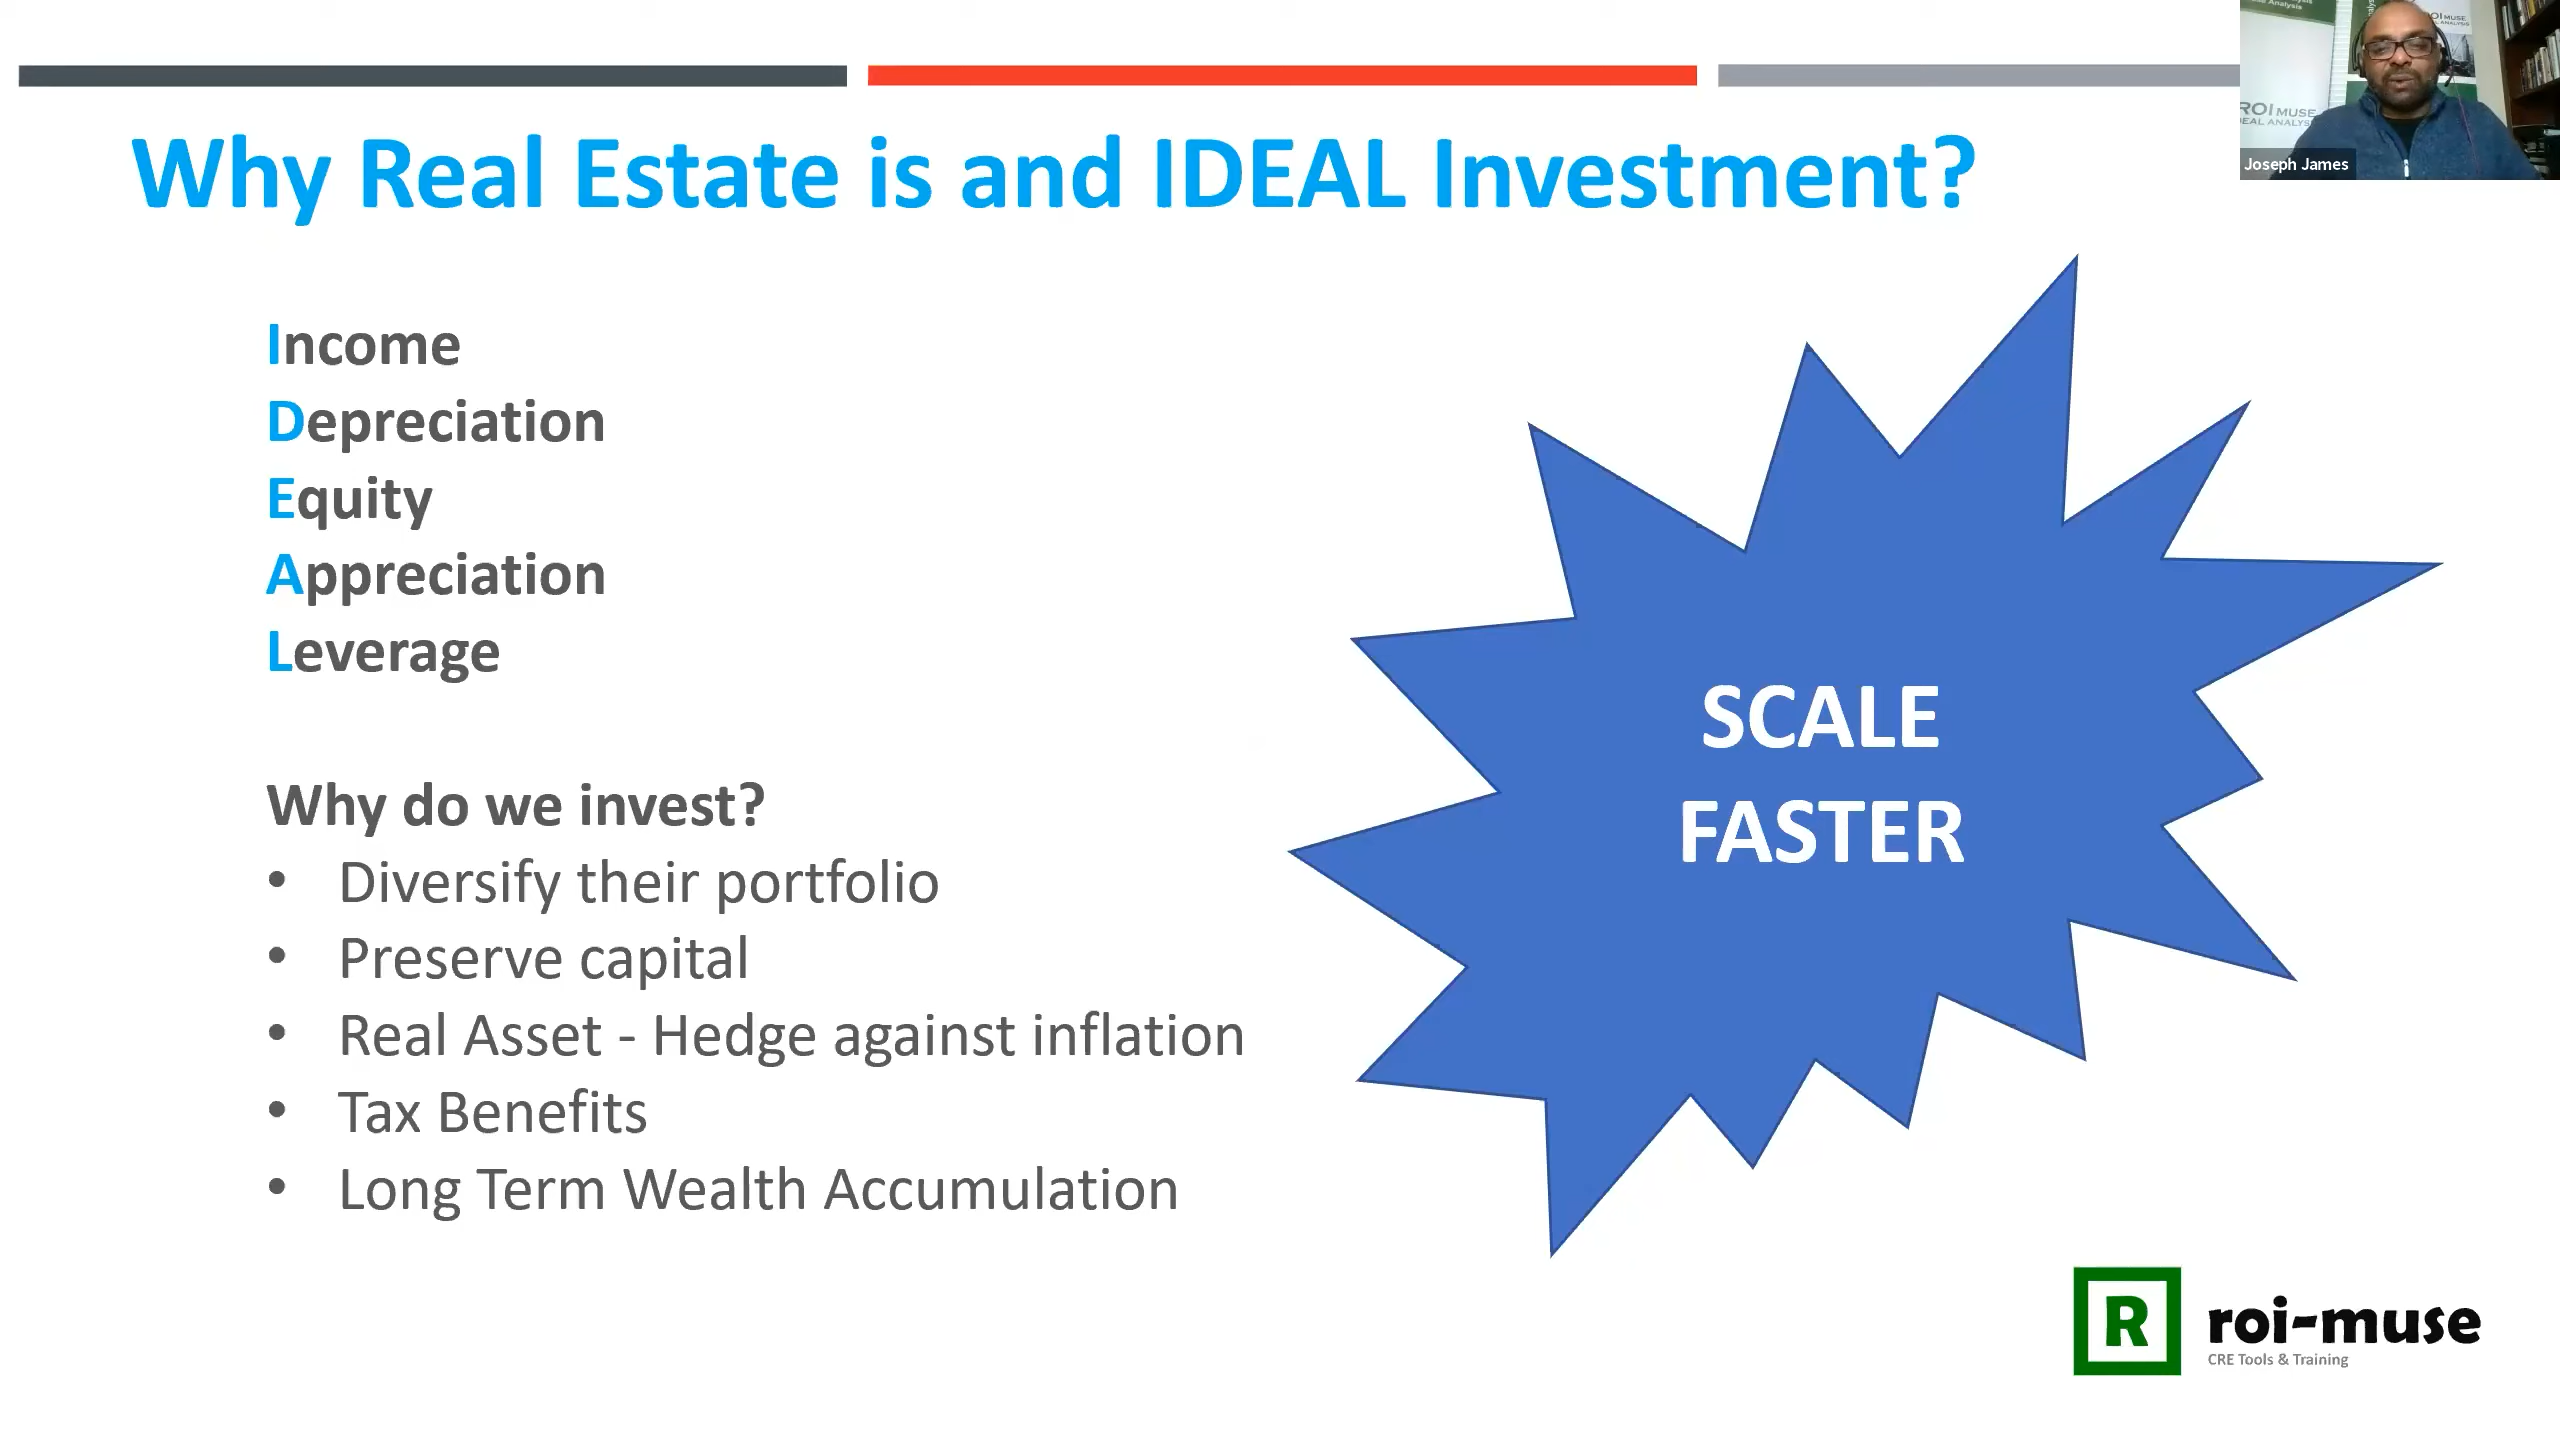 Why Real Estate is and IDEAL Investment?
Income
Depreciation
Equity
Appreciation
Leverage
Why do we invest?
• Diversify their portfolio
• Preserve capital
• Real Asset - Hedge against inflation
• Tax Benefits
• Long Term Wealth Accumulation
SCALE
FASTER
ROI MUSE
Joseph James
R
roi-muse
CRE Tools & Training